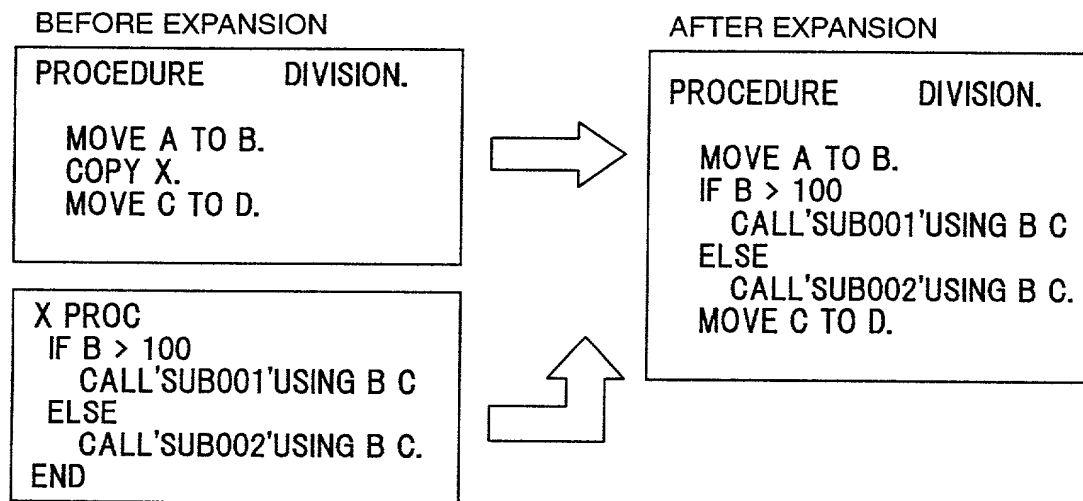 BEFORE EXPANSION
PROCEDURE DIVISION.
MOVE A TO B.
COPY X.
MOVE C TO D.
X PROC
IF B > 100
CALL'SUB001'USING B C
ELSE
CALL'SUB002'USING B C.
END
AFTER EXPANSION
PROCEDURE DIVISION.
MOVE A TO B.
IF B > 100
CALL'SUB001'USING B C
ELSE
CALL'SUB002'USING B C.
MOVE C TO D.